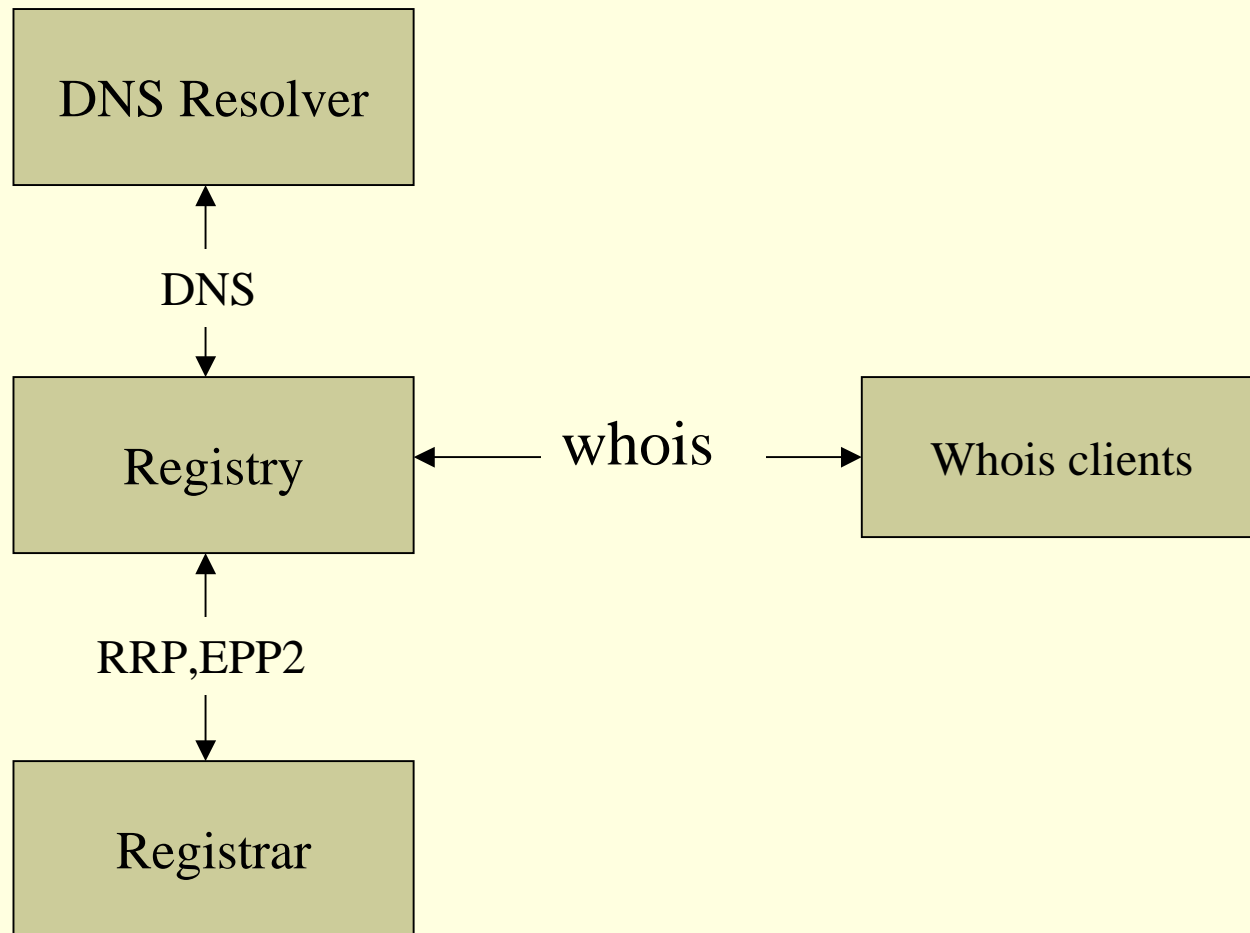 DNS Resolver
DNS
Registry
whois
Whois clients
RRP,EPP2
Registrar